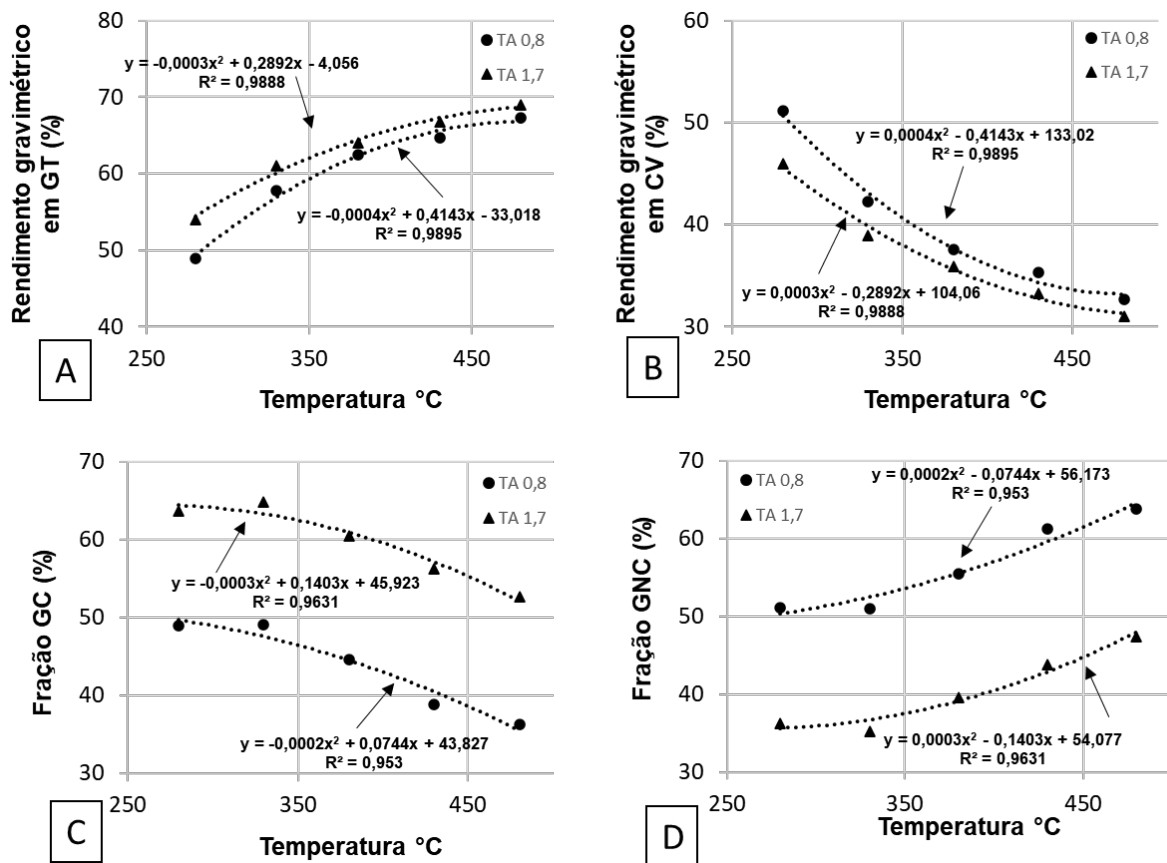 80
70
60
50
40
250
350
450
Rendimento gravimétrico
em GT (%)
Temperatura °C
TA 0,8
TA 1,7
y = -0,0003x² + 0,2892x - 4,056
R² = 0,9888
y = -0,0004x² + 0,4143x - 33,018
R² = 0,9895
A
60
50
40
30
250
350
450
Rendimento gravimétrico
em CV (%)
Temperatura °C
TA 0,8
TA 1,7
y = 0,0004x² - 0,4143x + 133,02
R² = 0,9895
y = 0,0003x² - 0,2892x + 104,06
R² = 0,9888
B
70
60
50
40
30
250
350
450
Fração GC (%)
Temperatura °C
TA 0,8
TA 1,7
y = -0,0003x² + 0,1403x + 45,923
R² = 0,9631
y = -0,0002x² + 0,0744x + 43,827
R² = 0,953
C
70
60
50
40
30
250
350
450
Fração GNC (%)
Temperatura °C
TA 0,8
TA 1,7
y = 0,0002x² - 0,0744x + 56,173
R² = 0,953
y = 0,0003x² - 0,1403x + 54,077
R² = 0,9631
D